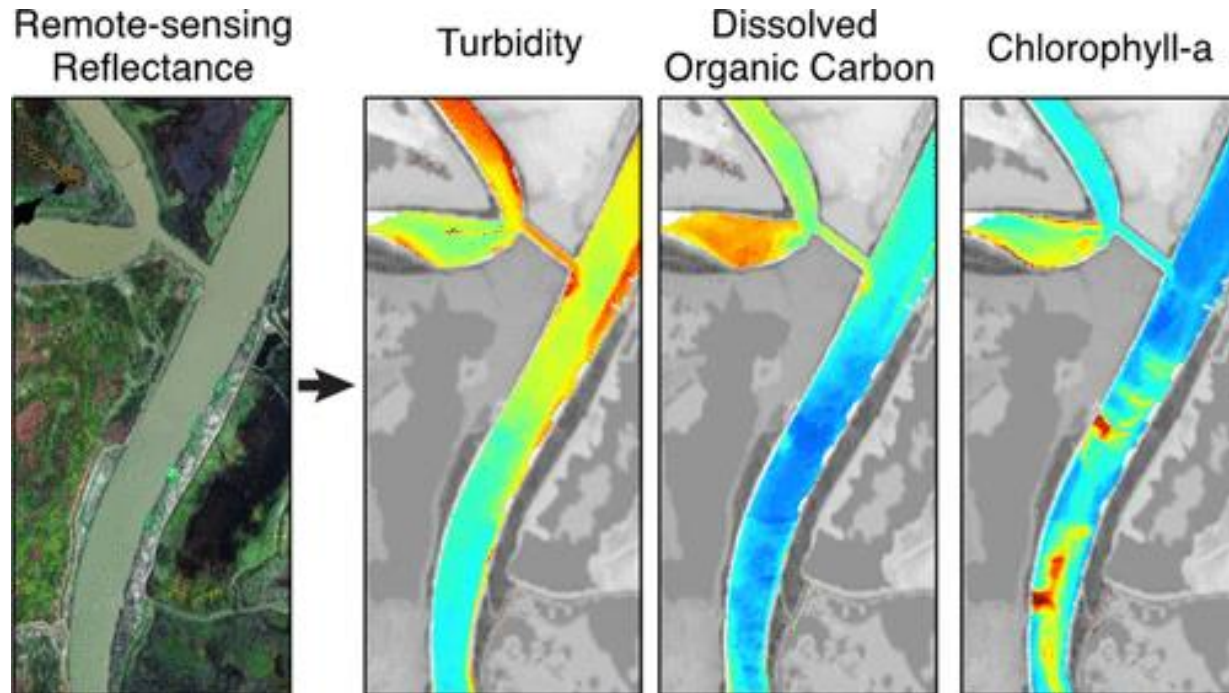 Remote-sensing
Reflectance
Turbidity
Dissolved
Organic Carbon
Chlorophyll-a